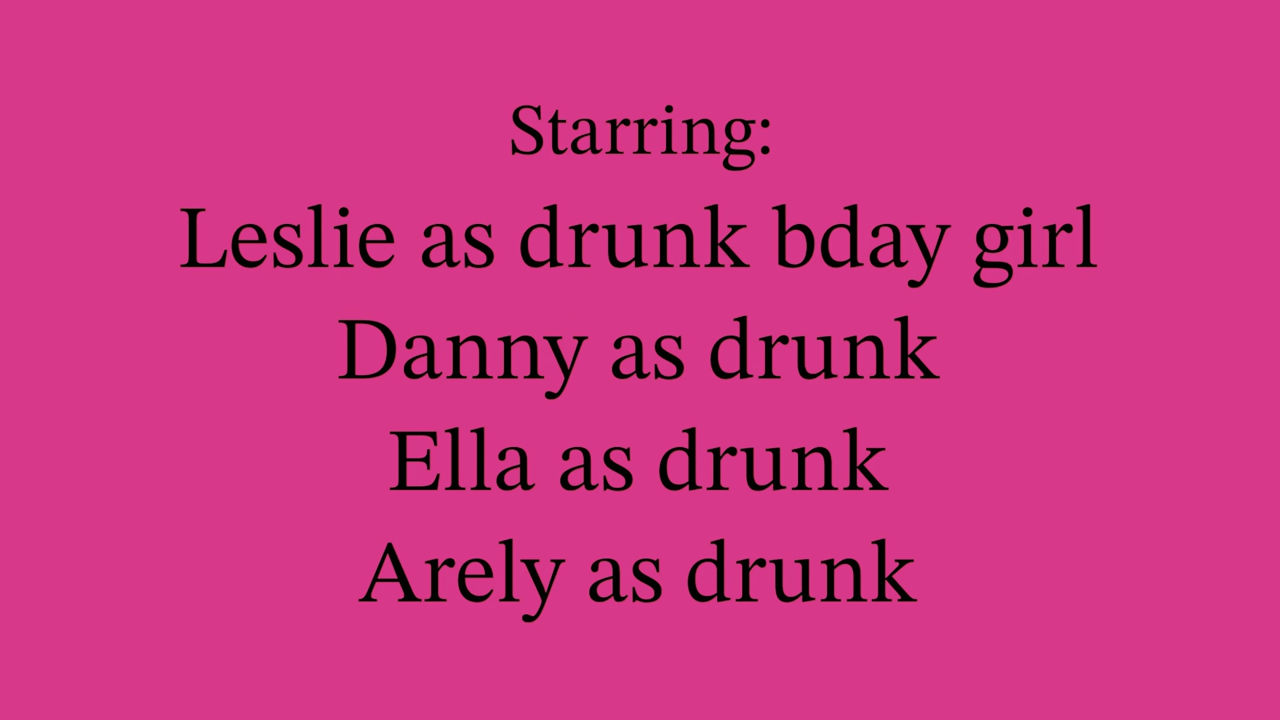 Starring:
Leslie as drunk bday girl
Danny as drunk
Ella as drunk
Arely as drunk